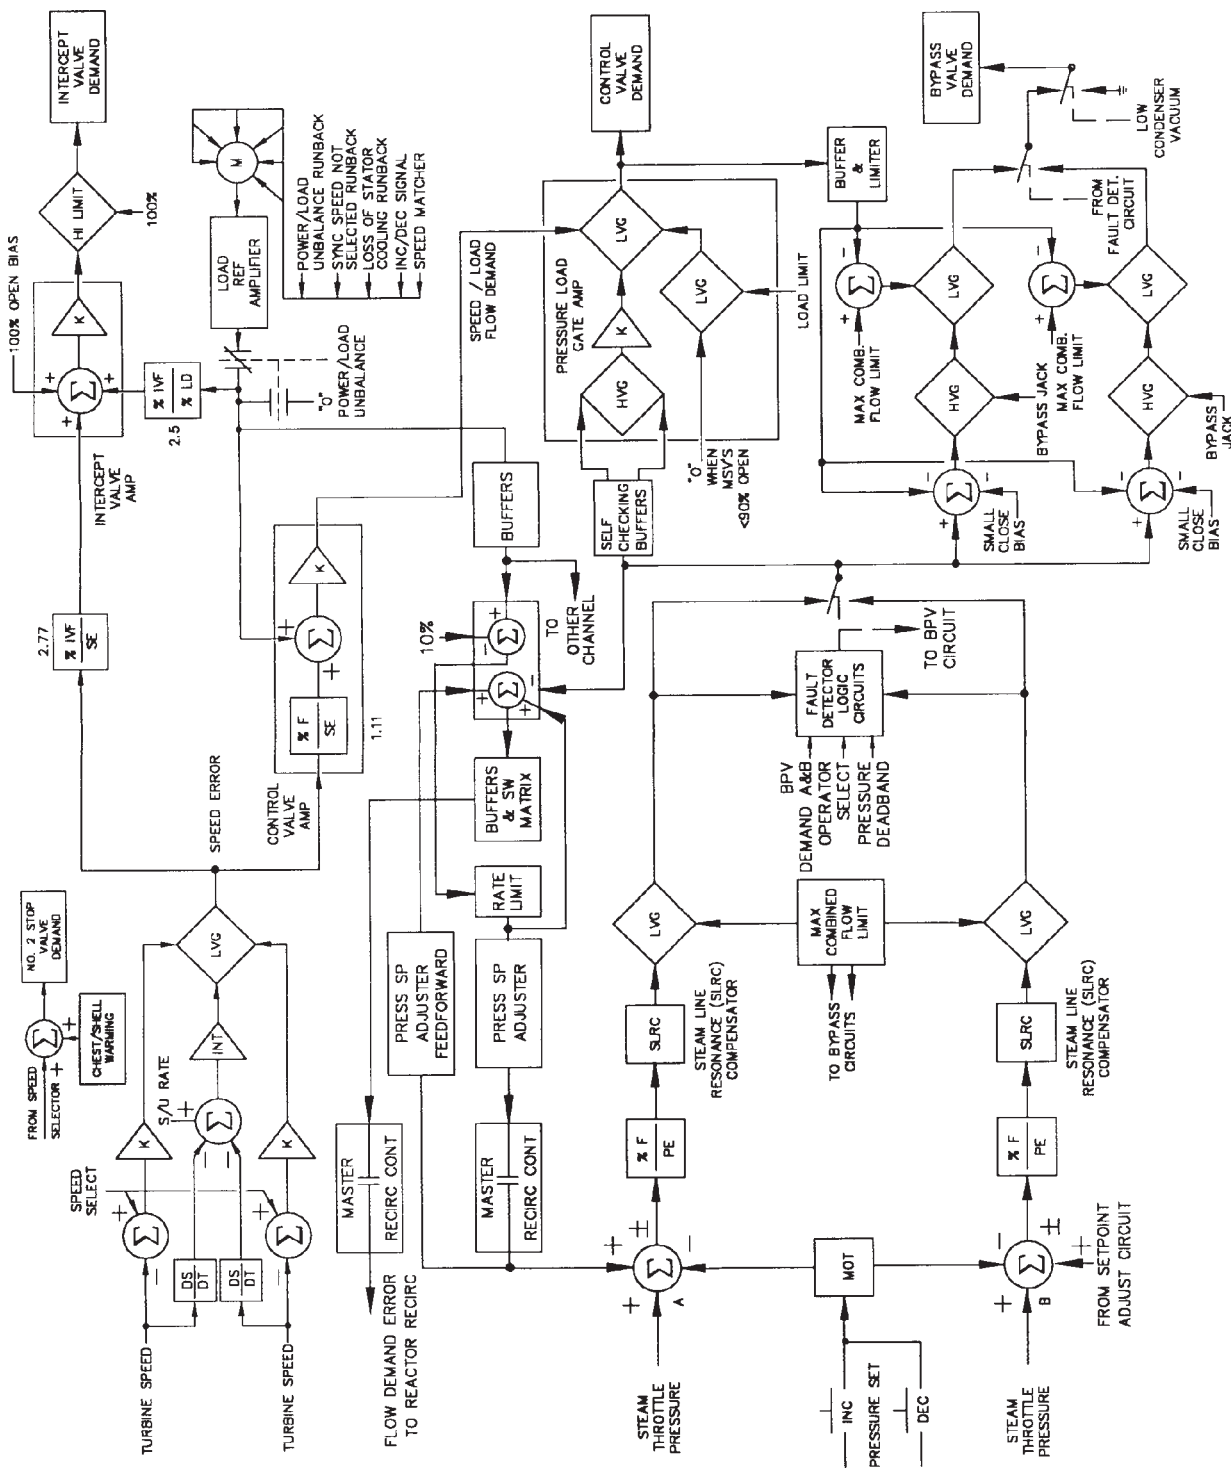 TURBINE SPEED
TURBINE SPEED
DS
DT
DS
DT
−
−
+
+
Σ
Σ
SPEED
SELECT
K
K
−
−
+
Σ
S/U RATE
INT
LVG
SPEED ERROR
FROM SPEED
SELECTOR +
Σ
+
CHEST/SHELL
WARMING
NO. 2 STOP
VALVE
DEMAND
2.77
% IVF
SE
INTERCEPT
VALVE
AMP
+
+
+
Σ
K
100% OPEN BIAS
% IVF
% LD
2.5
HI LIMIT
100%
INTERCEPT
VALVE
DEMAND
CONTROL
VALVE
AMP
% F
SE
1.11
+
+
Σ
K
"0"
POWER/LOAD
UNBALANCE
LOAD
REF
AMPLIFIER
M
POWER/LOAD
UNBALANCE RUNBACK
SYNC SPEED NOT
SELECTED RUNBACK
LOSS OF STATOR
COOLING RUNBACK
INC/DEC SIGNAL
SPEED MATCHER
SPEED / LOAD
FLOW DEMAND
FLOW DEMAND ERROR
TO REACTOR RECIRC
MASTER
RECIRC CONT
MASTER
RECIRC CONT
PRESS SP
ADJUSTER
FEEDFORWARD
PRESS SP
ADJUSTER
RATE
LIMIT
BUFFERS
& SW
MATRIX
+
+
−
Σ
10%
−
+
Σ
BUFFERS
TO
OTHER
CHANNEL
SELF
CHECKING
BUFFERS
PRESSURE LOAD
GATE AMP
HVG
K
LVG
LVG
"0"
WHEN
MSV'S
<90% OPEN
LOAD LIMIT
CONTROL
VALVE
DEMAND
BUFFER
&
LIMITER
STEAM
THROTTLE
PRESSURE
+
+
±
−
Σ
A
% F
PE
SLRC
STEAM LINE
RESONANCE (SLRC)
COMPENSATOR
LVG
INC
PRESSURE SET
DEC
MOT
MAX
COMBINED
FLOW
LIMIT
TO BYPASS
CIRCUITS
BPV
DEMAND A&B
OPERATOR
SELECT
PRESSURE
DEADBAND
FAULT
DETECTOR
LOGIC
CIRCUITS
TO BPV
CIRCUIT
STEAM
THROTTLE
PRESSURE
+
−
±
+
Σ
B
FROM SETPOINT
ADJUST CIRCUIT
% F
PE
SLRC
STEAM LINE
RESONANCE (SLRC)
COMPENSATOR
LVG
+
−
−
Σ
SMALL
CLOSE
BIAS
HVG
BYPASS JACK
LVG
−
+
Σ
MAX COMB.
FLOW LIMIT
+
−
−
Σ
SMALL
CLOSE
BIAS
HVG
BYPASS
JACK
LVG
−
+
Σ
MAX COMB.
FLOW LIMIT
FROM
FAULT DET.
CIRCUIT
LOW
CONDENSER
VACUUM
BYPASS
VALVE
DEMAND